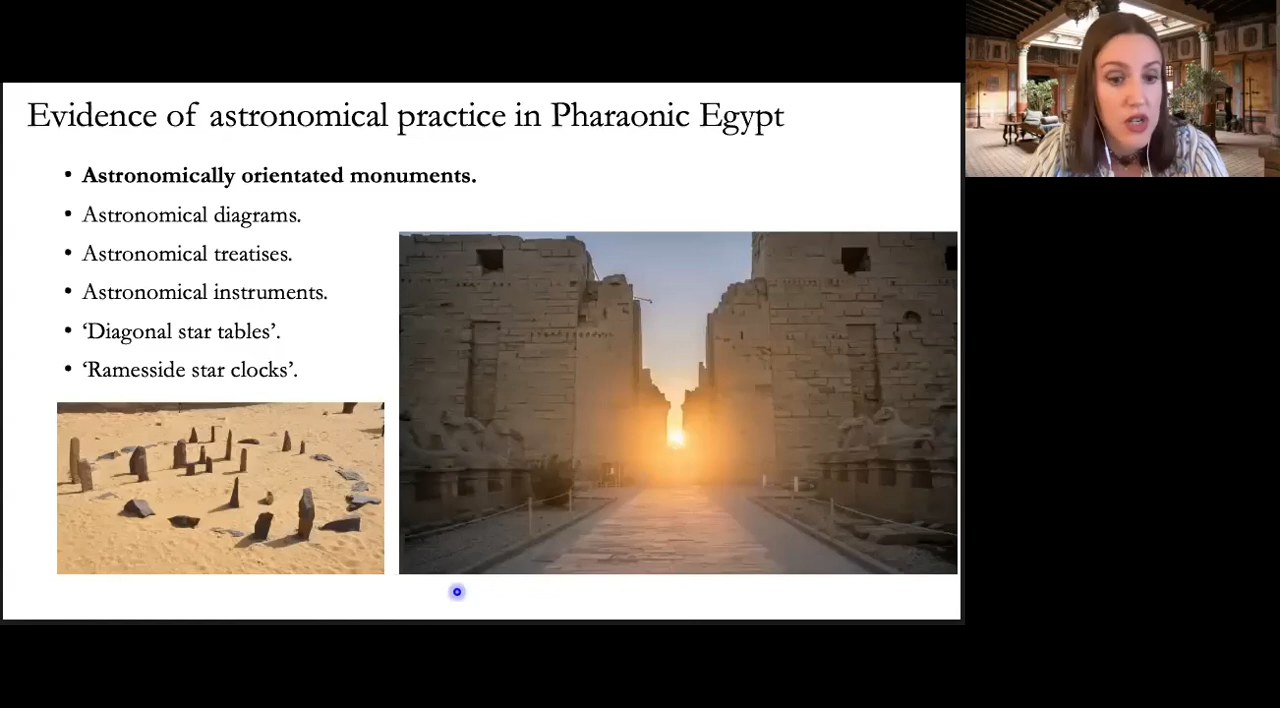 Evidence of astronomical practice in Pharaonic Egypt
• Astronomically orientated monuments.
• Astronomical diagrams.
• Astronomical treatises.
• Astronomical instruments.
• ‘Diagonal star tables’.
• ‘Ramesside star clocks’.